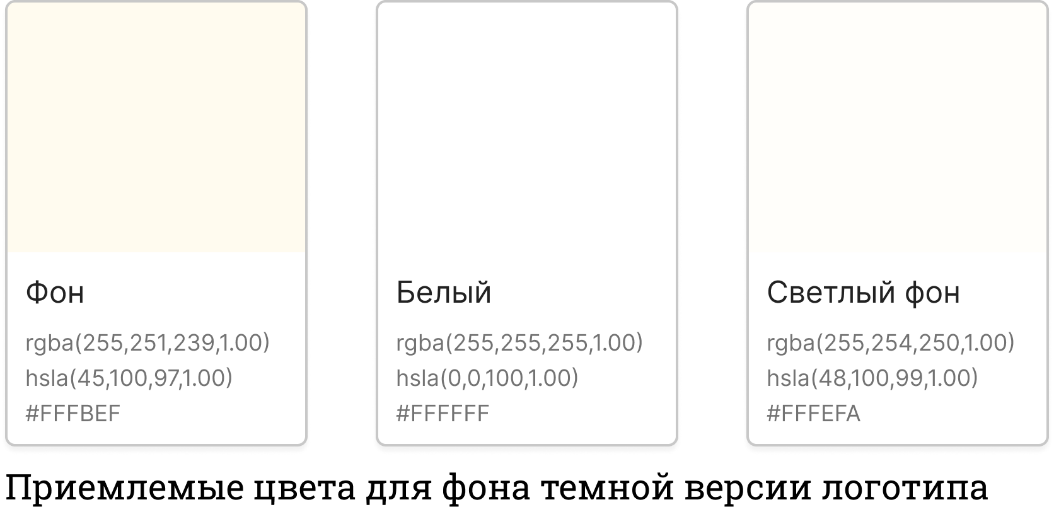 Фон
rgba(255,251,239,1.00)
hsla(45,100,97,1.00)
#FFFBEF
Белый
rgba(255,255,255,1.00)
hsla(0,0,100,1.00)
#FFFFFF
Светлый фон
rgba(255,254,250,1.00)
hsla(48,100,99,1.00)
#FFFEFA
Приемлемые цвета для фона темной версии логотипа